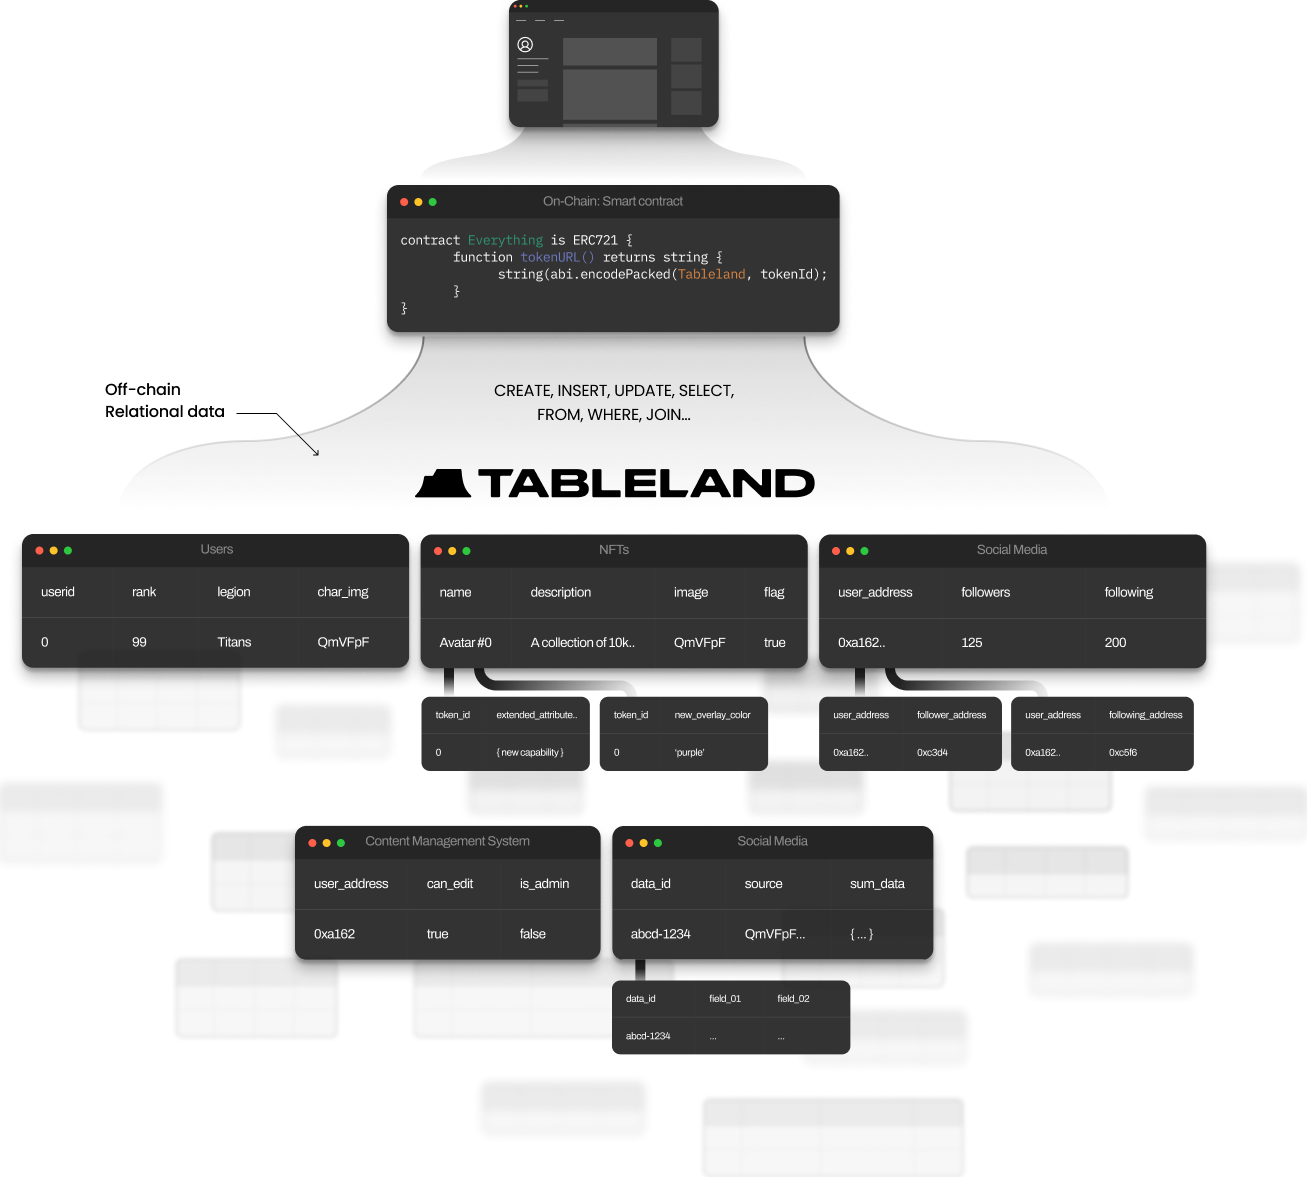 On-Chain: Smart contract
contract Everything is ERC721 {
function tokenURL() returns string {
string(abi.encodePacked(Tableland, tokenId);
}
}
Off-chain
Relational data
CREATE, INSERT, UPDATE, SELECT,
FROM, WHERE, JOIN...
TABLELAND
Users
userid rank legion char_img
0 99 Titans QmVFpF
NFTs
name description image flag
Avatar #0 A collection of 10k.. QmVFpF true
Social Media
user_address followers following
0xa162.. 125 200
token_id extended_attribute..
0 { new capability }
token_id new_overlay_color
0 'purple'
user_address follower_address
0xa162.. 0xc3d4
user_address following_address
0xa162.. 0xc5f6
Content Management System
user_address can_edit is_admin
0xa162 true false
Social Media
data_id source sum_data
abcd-1234 QmVFpF... { ... }
data_id field_01 field_02
abcd-1234 ... ...